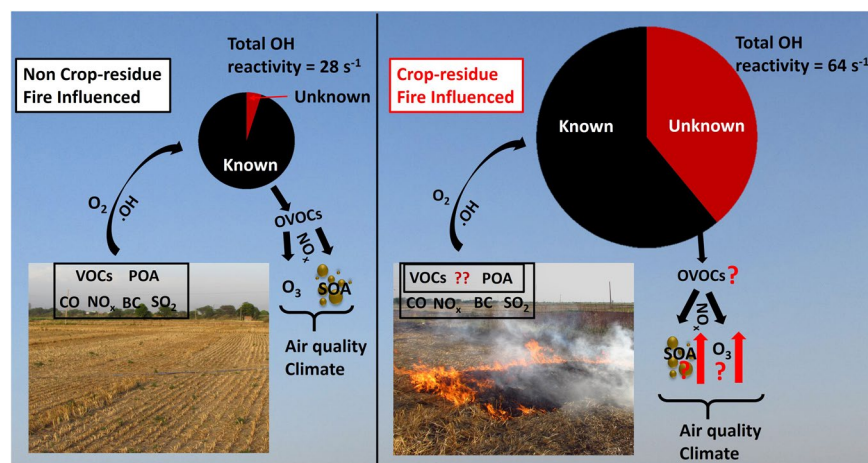 Non Crop-residue
Fire Influenced
Total OH
reactivity = 28 s⁻¹
Unknown
Known
O₂
.OH
OVOCs
NOₓ
O₃
SOA
VOCs POA
CO NOₓ BC SO₂
Air quality
Climate
Crop-residue
Fire Influenced
Total OH
reactivity = 64 s⁻¹
Known
Unknown
O₂
.OH
VOCs ?? POA
CO NOₓ BC SO₂
OVOCs ?
NOₓ
SOA
?
O₃
?
Air quality
Climate